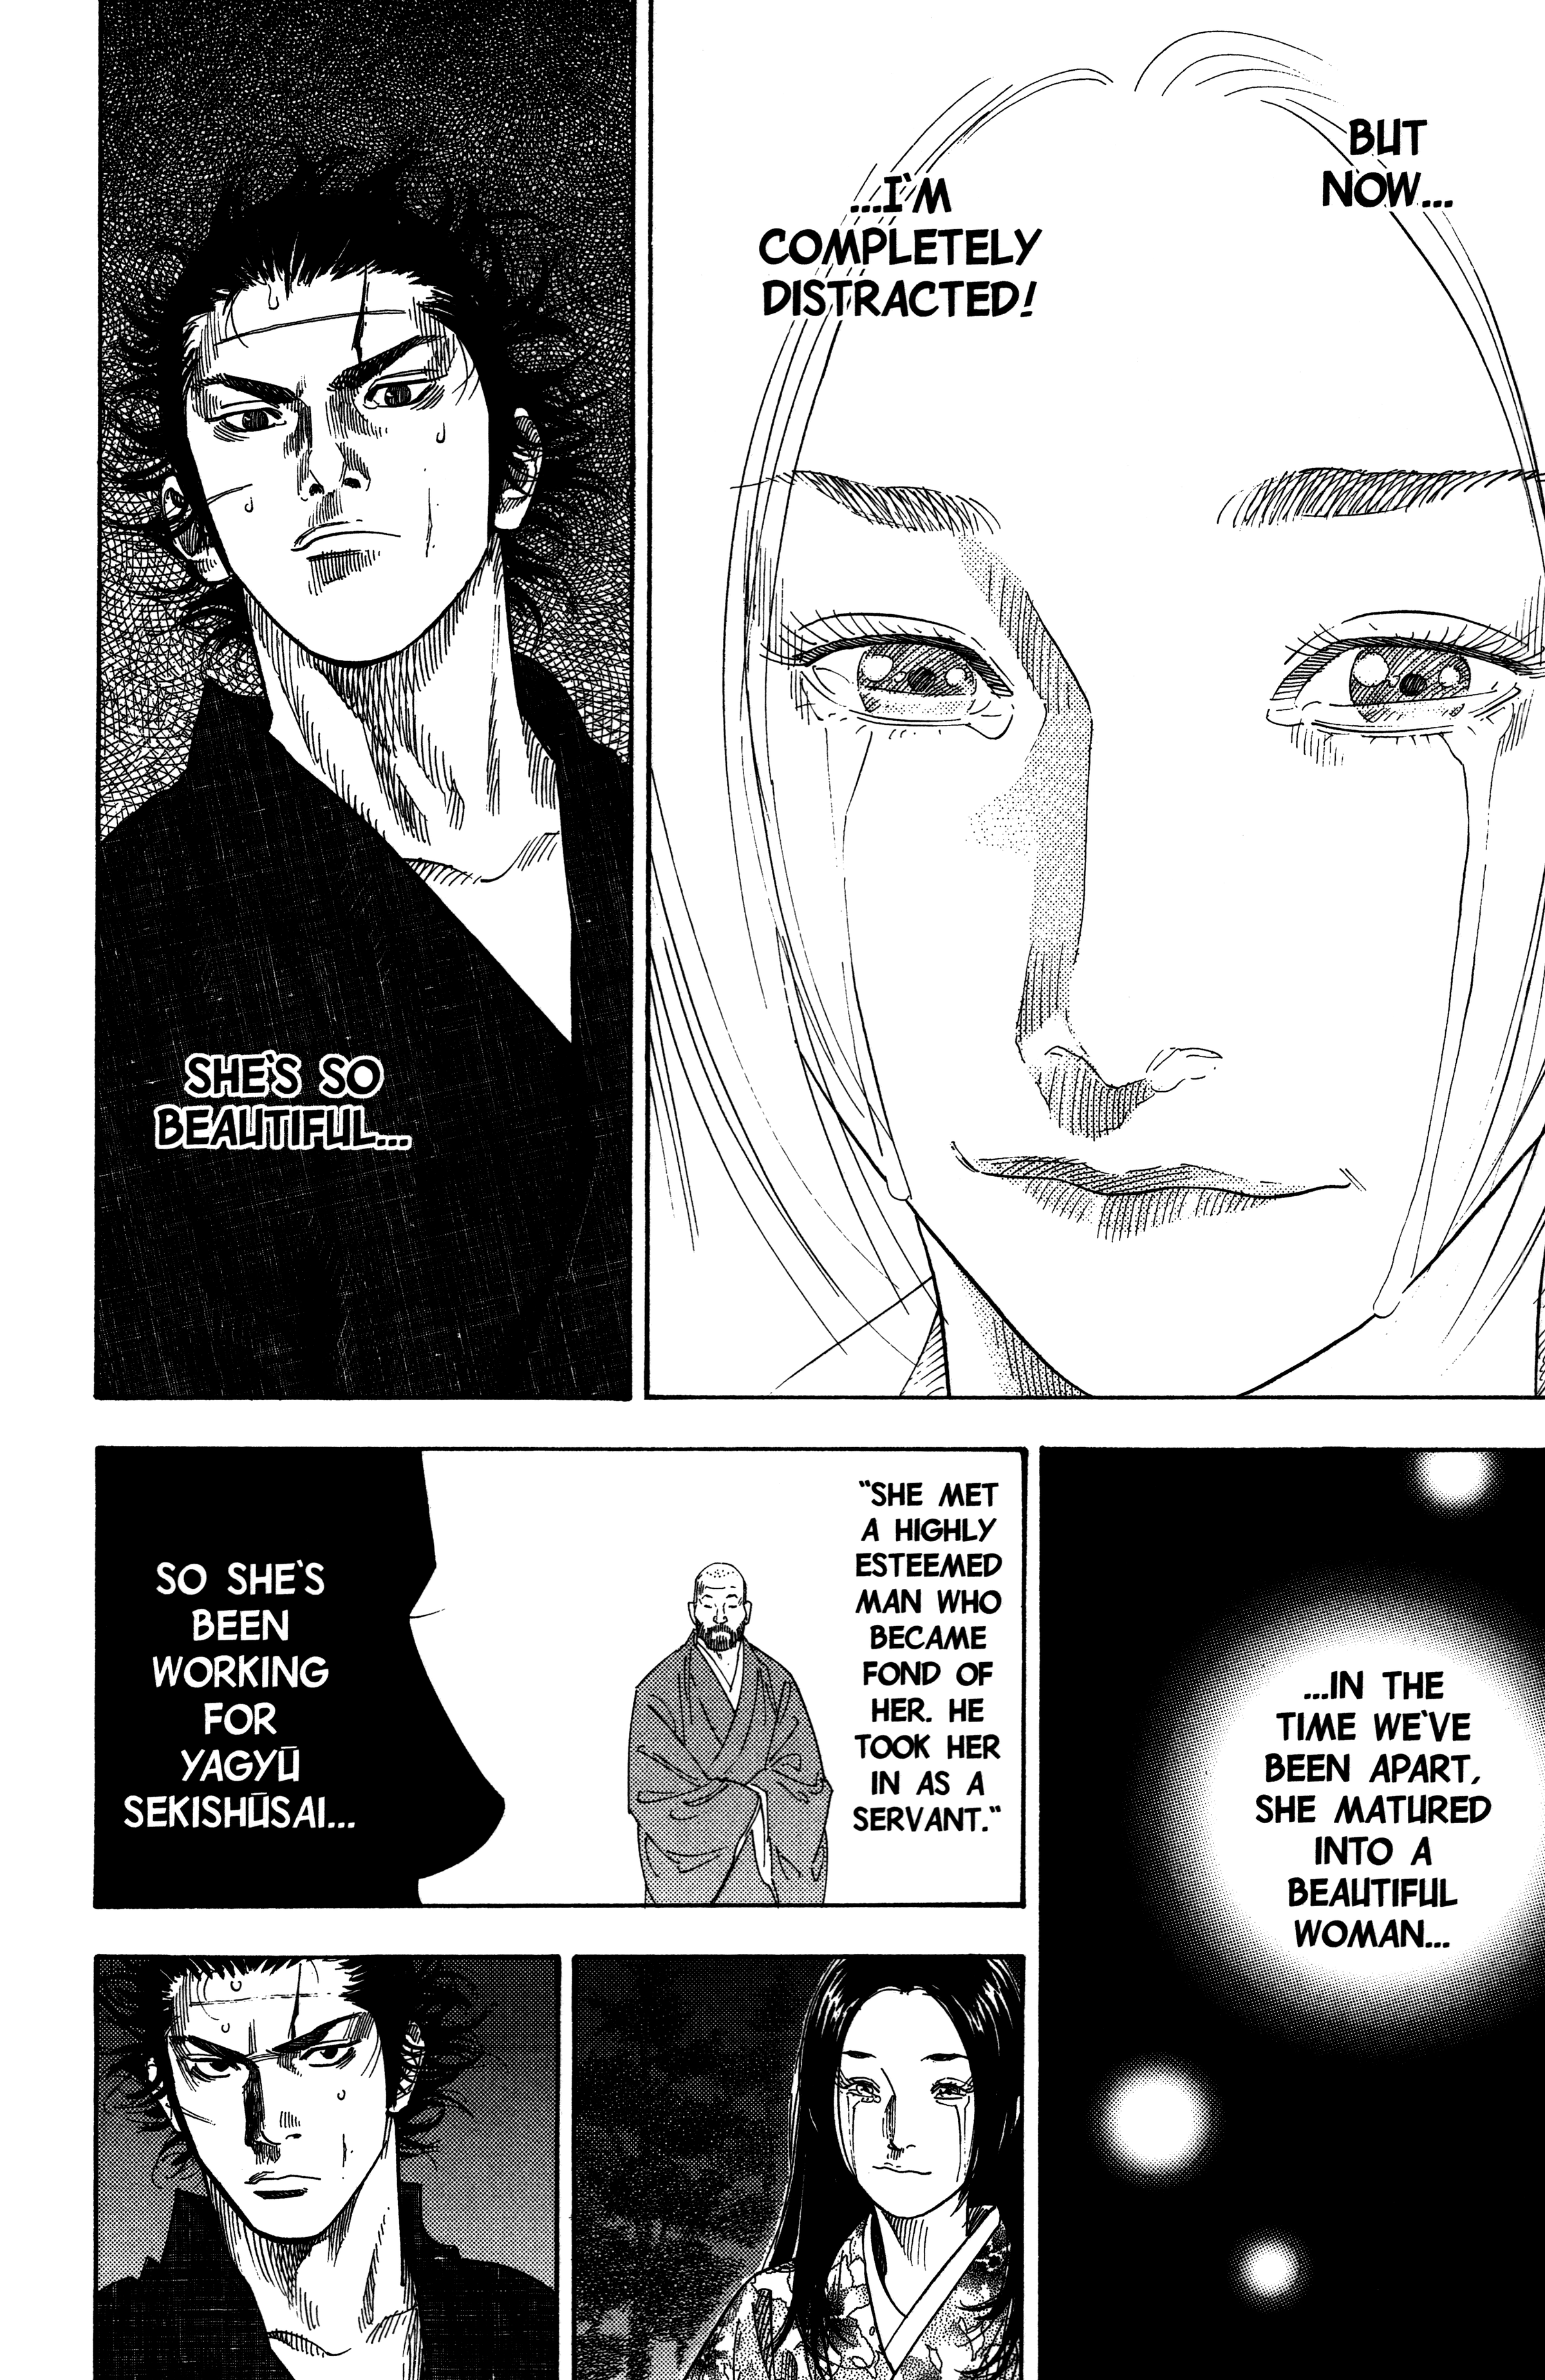 BUT
NOW...
...I'M
COMPLETELY
DISTRACTED!
SHE'S SO
BEAUTIFUL...
...IN THE
TIME WE'VE
BEEN APART,
SHE MATURED
INTO A
BEAUTIFUL
WOMAN...
"SHE MET
A HIGHLY
ESTEEMED
MAN WHO
BECAME
FOND OF
HER. HE
TOOK HER
IN AS A
SERVANT."
SO SHE'S
BEEN
WORKING
FOR
YAGYŪ
SEKISHŪSAI...